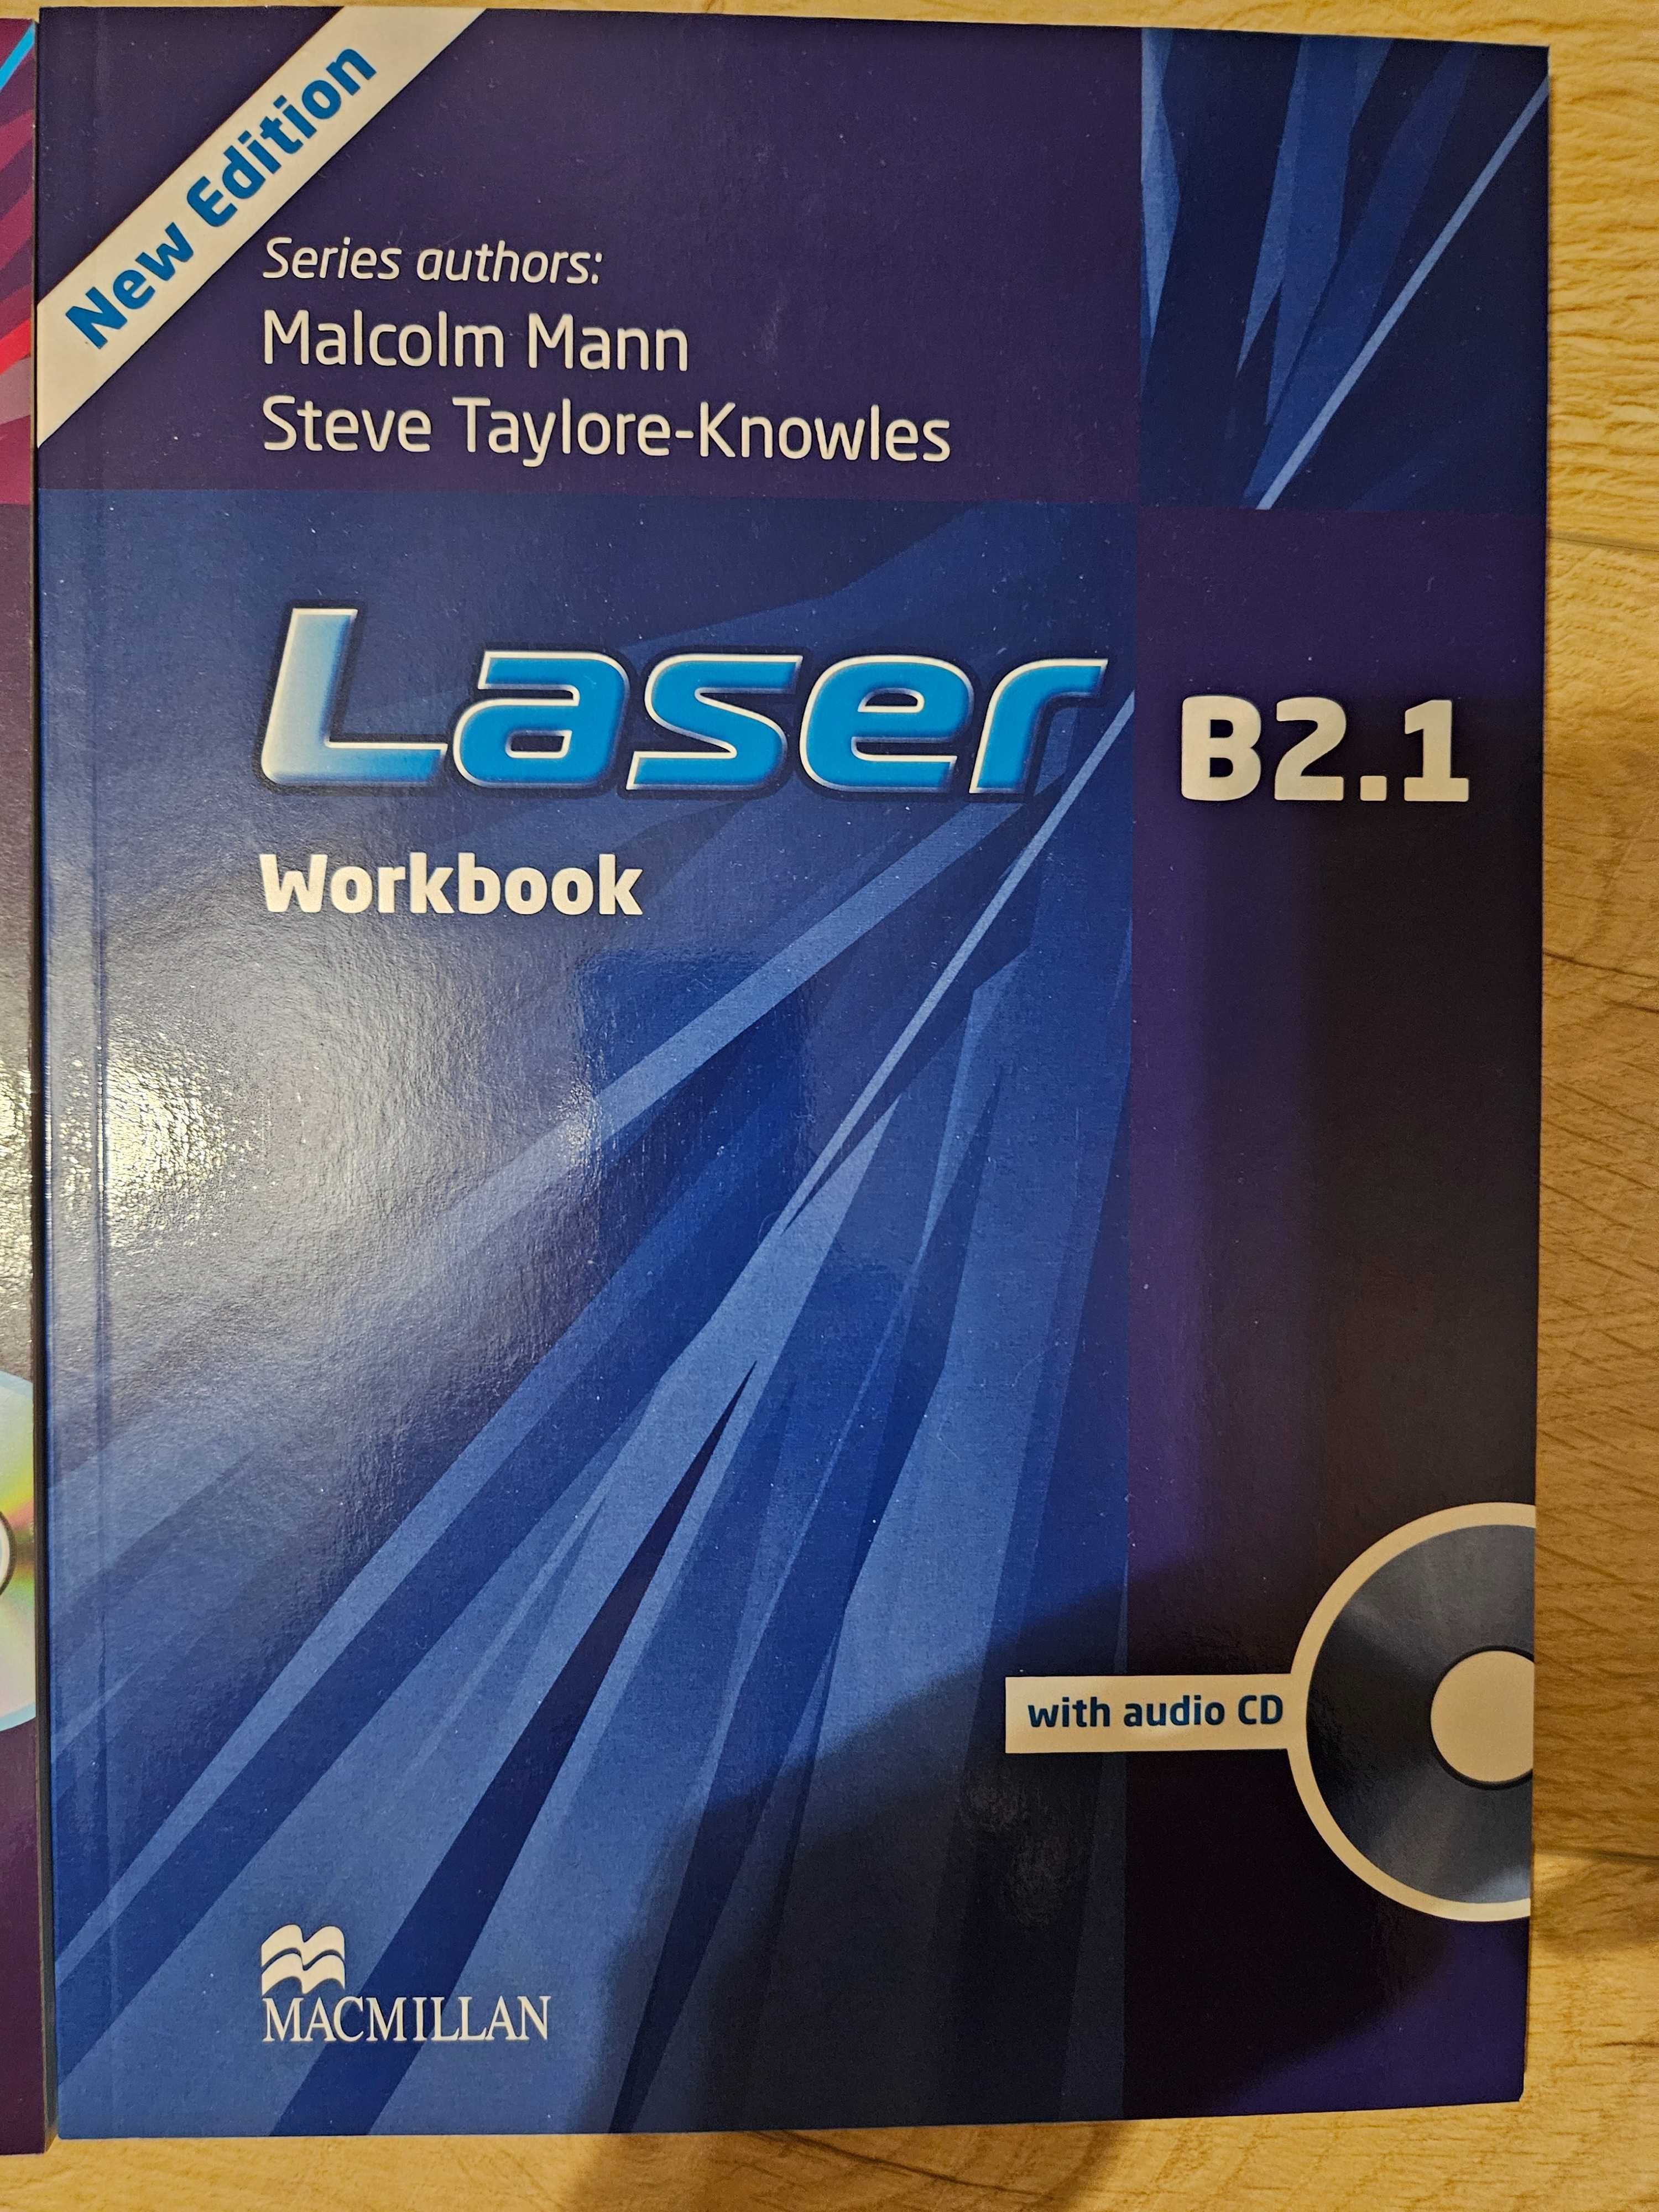 New Edition
Series authors:
Malcolm Mann
Steve Taylore-Knowles
Laser B2.1
Workbook
with audio CD
MACMILLAN